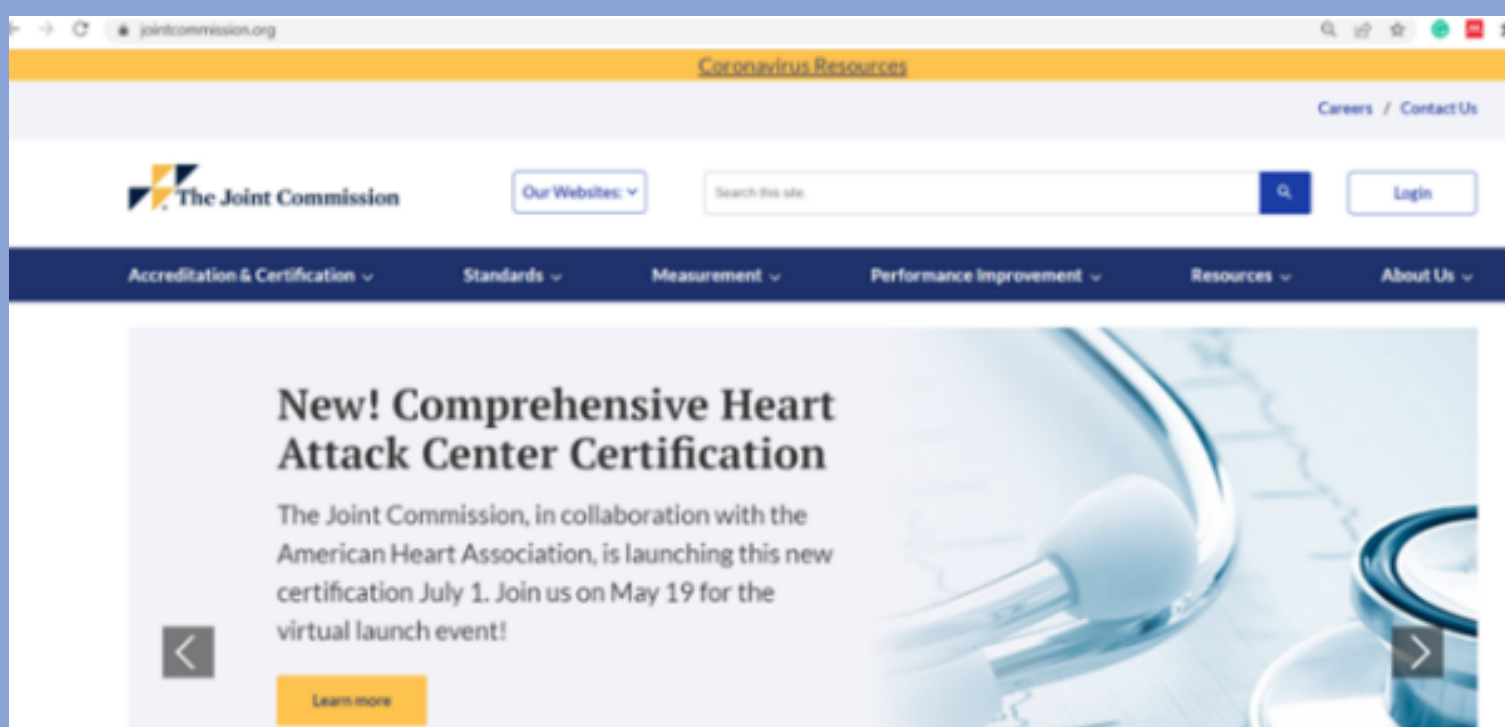 jointcommission.org
Coronavirus Resources
Careers / Contact Us
The Joint Commission
Our Websites:
Search this site.
Login
Accreditation & Certification
Standards
Measurement
Performance Improvement
Resources
About Us
New! Comprehensive Heart
Attack Center Certification
The Joint Commission, in collaboration with the
American Heart Association, is launching this new
certification July 1. Join us on May 19 for the
virtual launch event!
Learn more